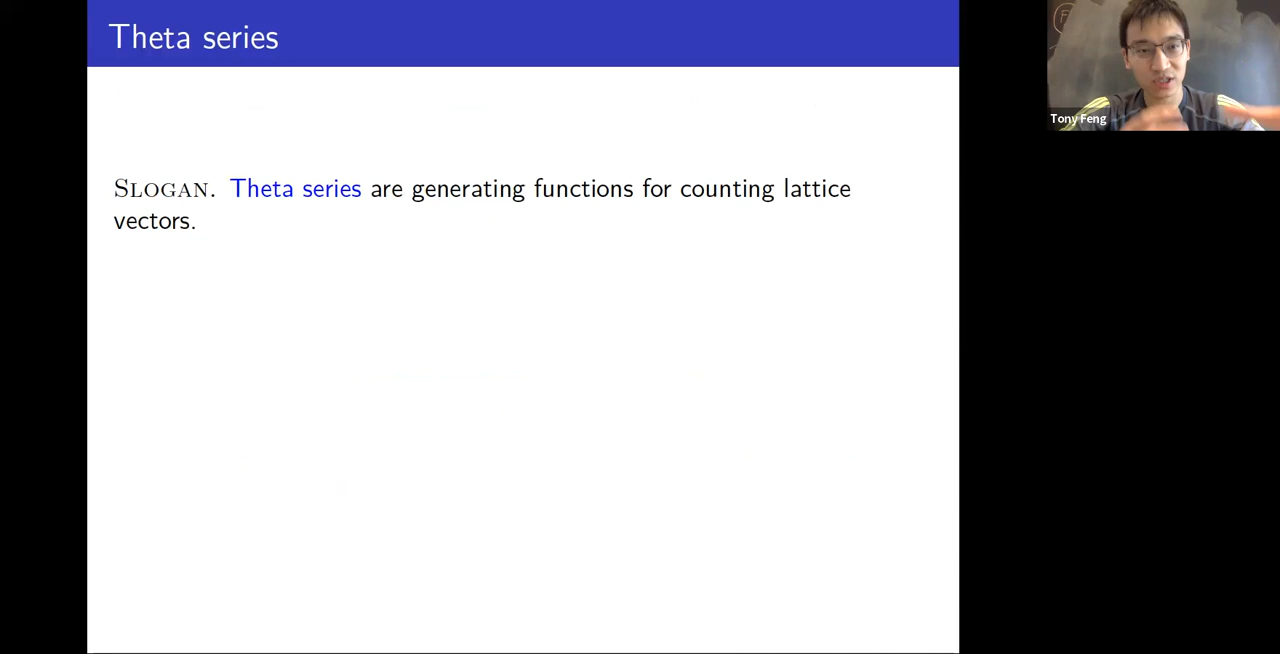 Theta series
Tony Feng
SLOGAN. Theta series are generating functions for counting lattice
vectors.